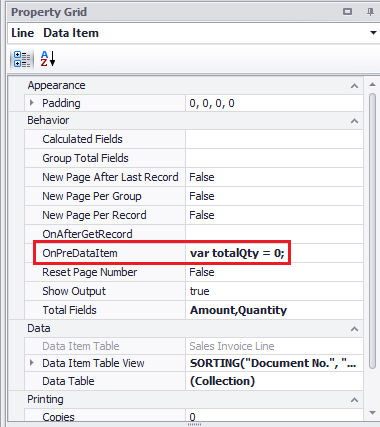 Property Grid
Line Data Item
A
Z
Appearance
Padding 0, 0, 0, 0
Behavior
Calculated Fields
Group Total Fields
New Page After Last Record False
New Page Per Group False
New Page Per Record False
OnAfterGetRecord
OnPreDataItem var totalQty = 0;
Reset Page Number False
Show Output true
Total Fields Amount,Quantity
Data
Data Item Table Sales Invoice Line
Data Item Table View SORTING("Document No.", "...
Data Table (Collection)
Printing
Copies 0